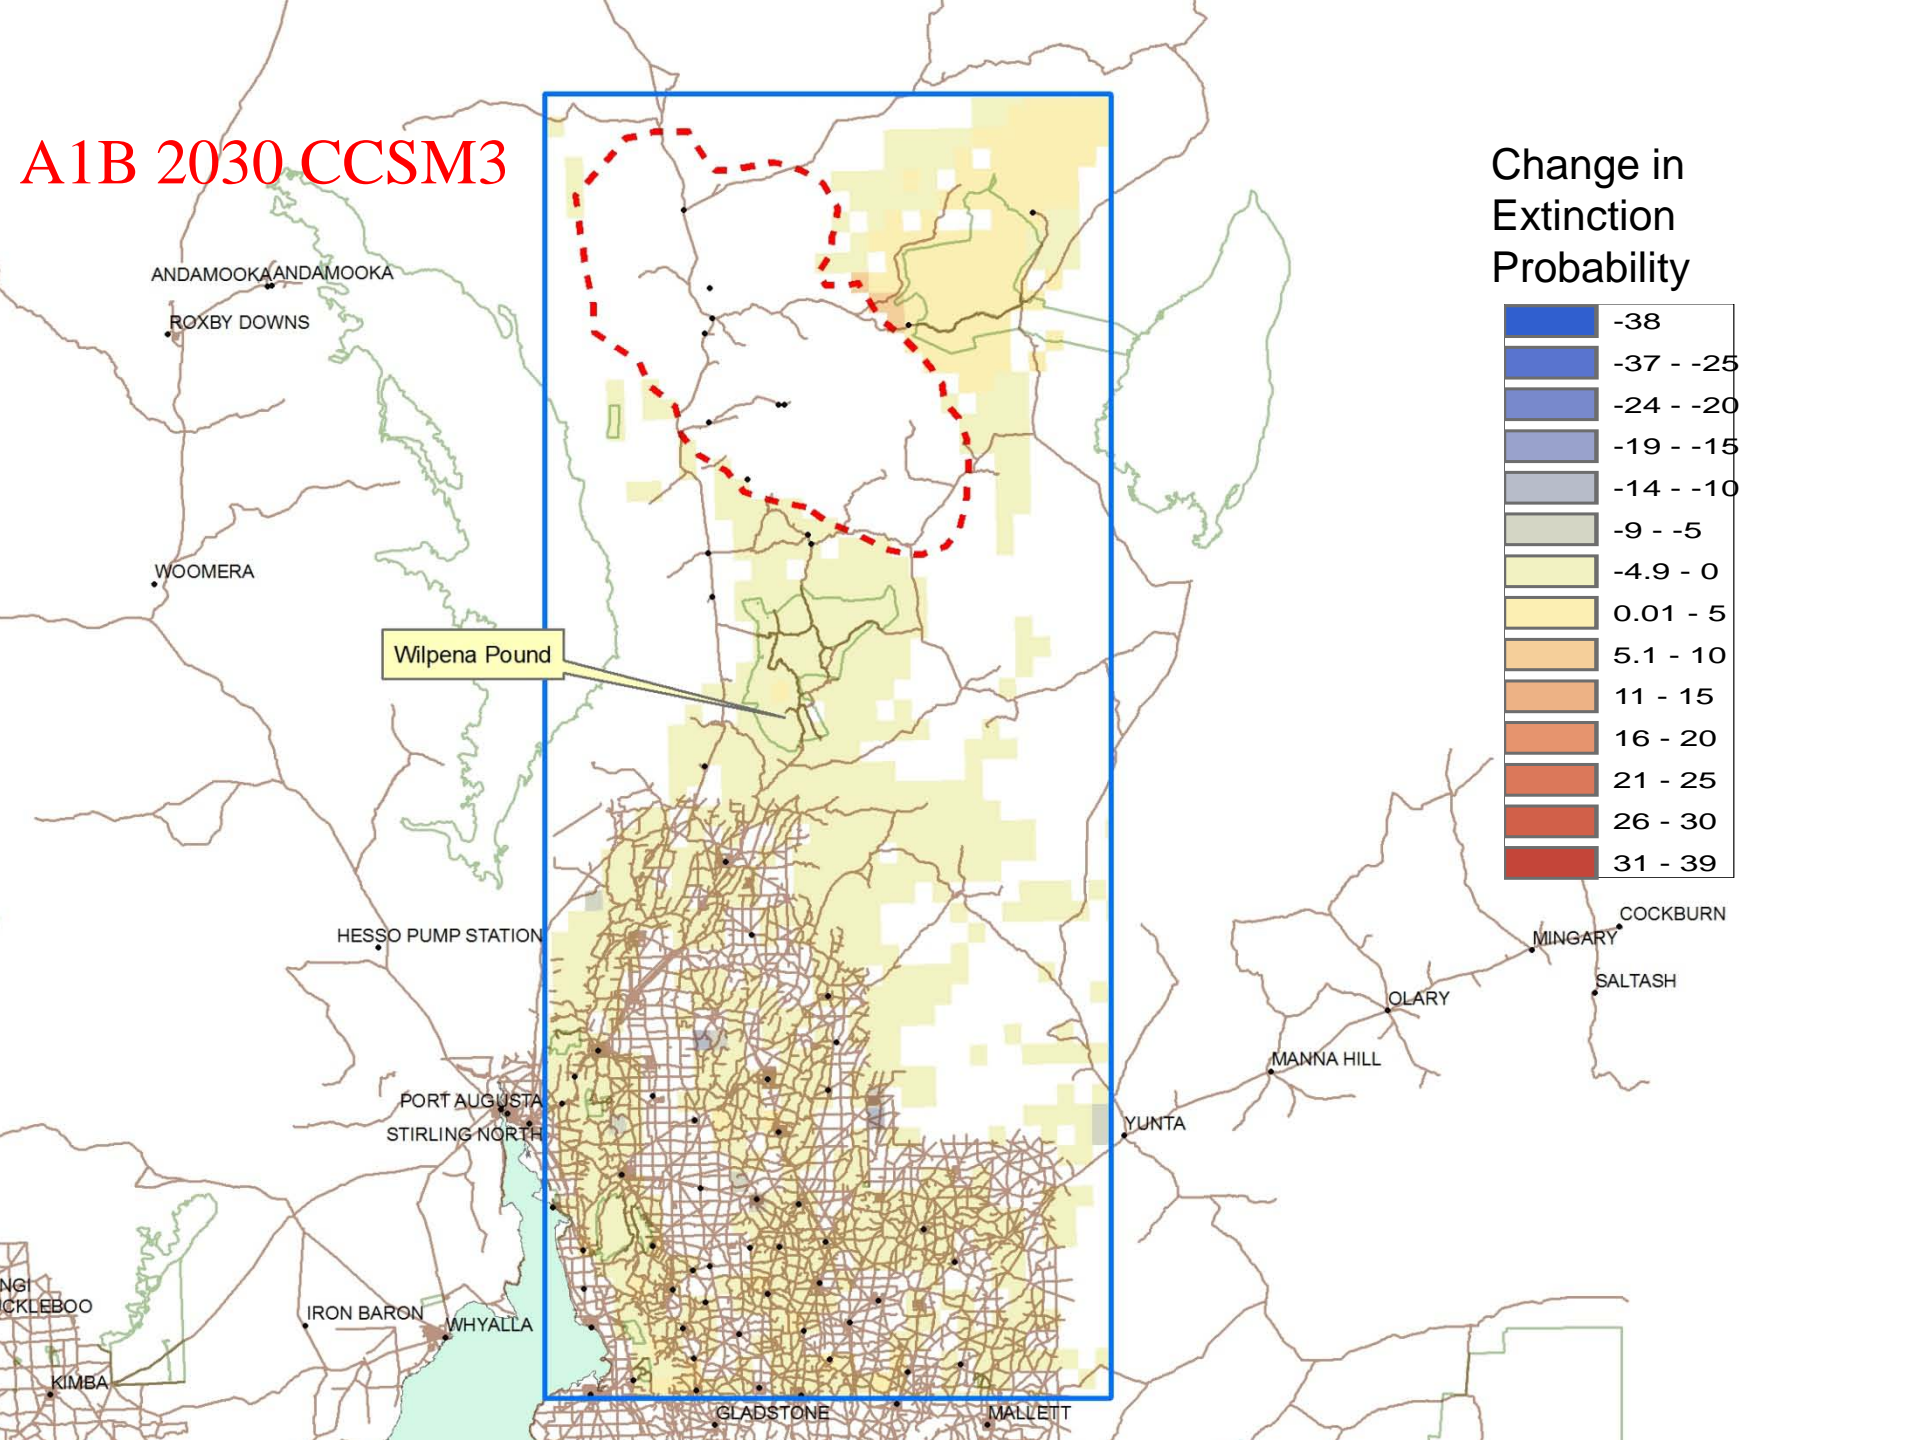 A1B 2030 CCSM3
Change in
Extinction
Probability
-38
-37 - -25
-24 - -20
-19 - -15
-14 - -10
-9 - -5
-4.9 - 0
0.01 - 5
5.1 - 10
11 - 15
16 - 20
21 - 25
26 - 30
31 - 39
ANDAMOOKA ANDAMOOKA
ROXBY DOWNS
WOOMERA
Wilpena Pound
HESSO PUMP STATION
COCKBURN
MINGARY
SALTASH
OLARY
MANNA HILL
PORT AUGUSTA
STIRLING NORTH
YUNTA
NGI
CKLEBOO
IRON BARON
WHYALLA
KIMBA
GLADSTONE
MALLETT